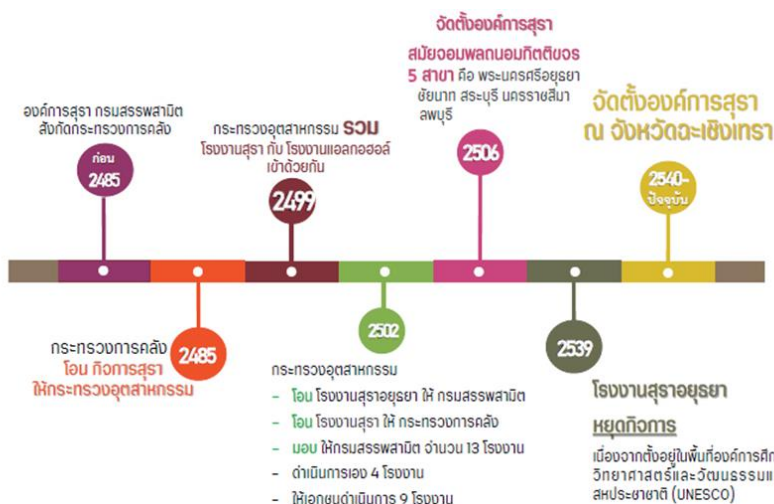 องค์การสุรา กรมสรรพสามิต
สังกัดกระทรวงการคลัง
ก่อน
2485
กระทรวงการคลัง
โอน กิจการสุรา
ให้กระทรวงอุตสาหกรรม
2485
กระทรวงอุตสาหกรรม รวม
โรงงานสุรา กับ โรงงานแอลกอฮอล์
เข้าด้วยกัน
2499
2502
กระทรวงอุตสาหกรรม
- โอน โรงงานสุราอยุธยา ให้ กรมสรรพสามิต
- โอน โรงงานสุรา ให้ กระทรวงการคลัง
- มอบ ให้กรมสรรพสามิต จำนวน 13 โรงงาน
- ดำเนินการเอง 4 โรงงาน
- ให้เอกชนดำเนินการ 9 โรงงาน
จัดตั้งองค์การสุรา
สมัยจอมพลถนอมกิตติขจร
5 สาขา คือ พระนครศรีอยุธยา
ชัยนาท สระบุรี นครราชสีมา
ลพบุรี
2506
2539
โรงงานสุราอยุธยา
หยุดกิจการ
เนื่องจากตั้งอยู่ในพื้นที่องค์การศึก
วิทยาศาสตร์และวัฒนธรรมแ
สหประชาชาติ (UNESCO)
จัดตั้งองค์การสุรา
ณ จังหวัดฉะเชิงเทรา
2540-
ปัจจุบัน